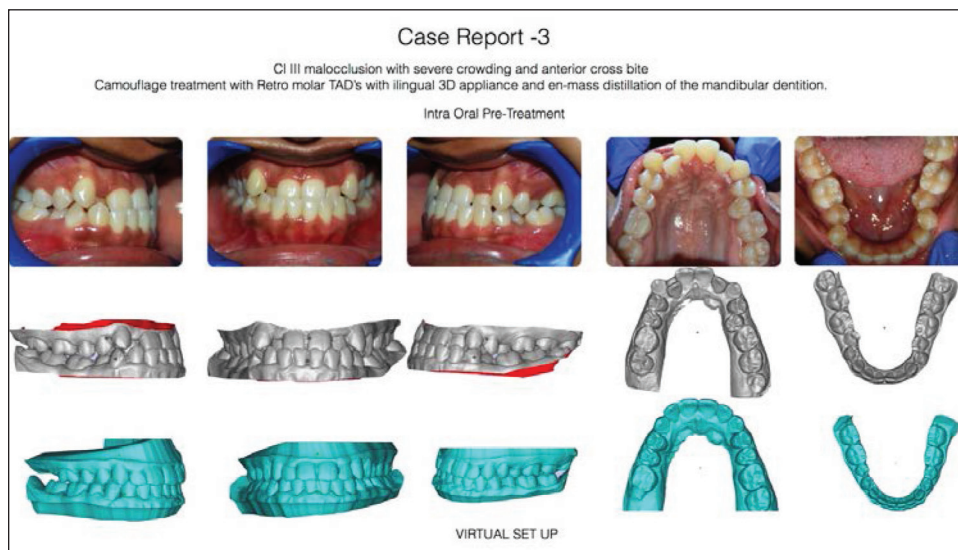 Case Report -3
Cl III malocclusion with severe crowding and anterior cross bite
Camouflage treatment with Retro molar TAD's with ilingual 3D appliance and en-mass distillation of the mandibular dentition.
Intra Oral Pre-Treatment
VIRTUAL SET UP